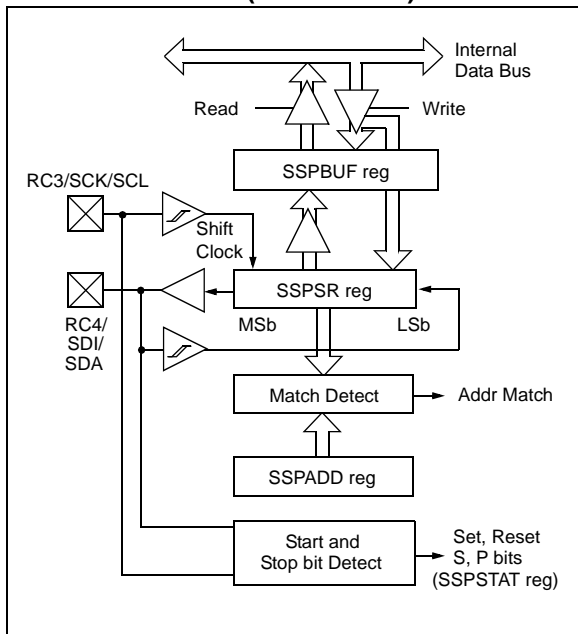 Internal
Data Bus
Read
Write
SSPBUF reg
RC3/SCK/SCL
Shift
Clock
SSPSR reg
MSb
LSb
RC4/
SDI/
SDA
Match Detect
Addr Match
SSPADD reg
Start and
Stop bit Detect
Set, Reset
S, P bits
(SSPSTAT reg)